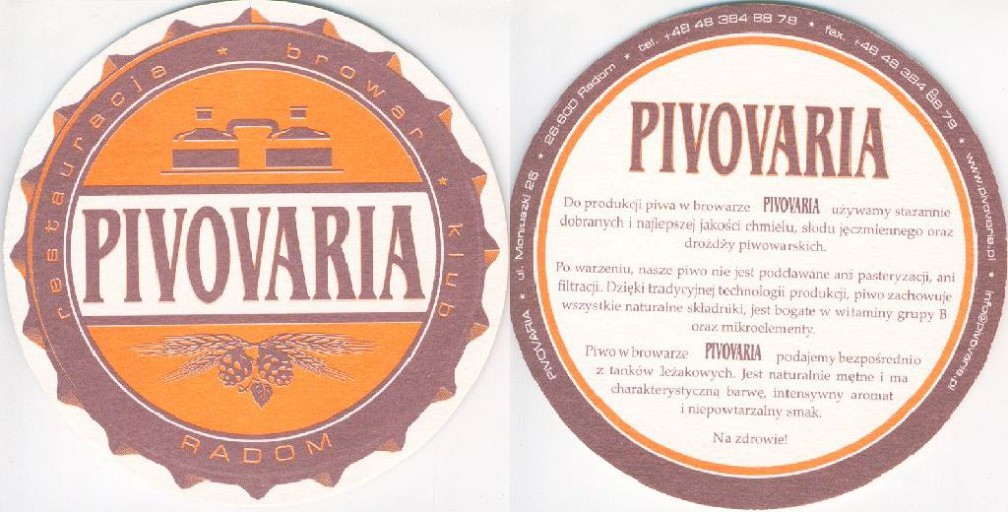 restauracja * browar * klub
PIVOVARIA
RADOM
PIVOVARIA * ul. Moniuszki 26 * 26-600 Radom * tel. +48 48 384 88 78 * fax. +48 48 384 88 79 * www.pivovaria.pl * info@pivovaria.pl
PIVOVARIA
Do produkcji piwa w browarze PIVOVARIA używamy starannie
dobranych i najlepszej jakości chmielu, słodu jęczmiennego oraz
drożdży piwowarskich.
Po warzeniu, nasze piwo nie jest poddawane ani pasteryzacji, ani
filtracji. Dzięki tradycyjnej technologii produkcji, piwo zachowuje
wszystkie naturalne składniki, jest bogate w witaminy grupy B
oraz mikroelementy.
Piwo w browarze PIVOVARIA podajemy bezpośrednio
z tanków leżakowych. Jest naturalnie mętne i ma
charakterystyczną barwę, intensywny aromat
i niepowtarzalny smak.
Na zdrowie!